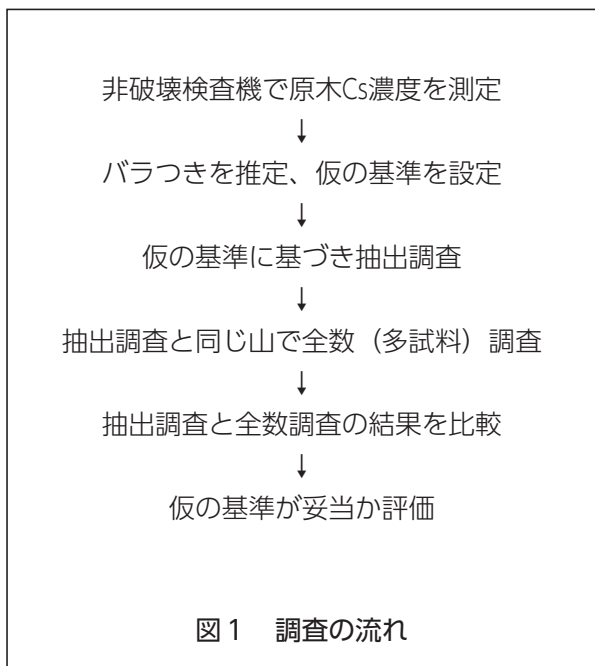 非破壊検査機で原木Cs濃度を測定
↓
バラつきを推定、仮の基準を設定
↓
仮の基準に基づき抽出調査
↓
抽出調査と同じ山で全数（多試料）調査
↓
抽出調査と全数調査の結果を比較
↓
仮の基準が妥当か評価
図１　調査の流れ